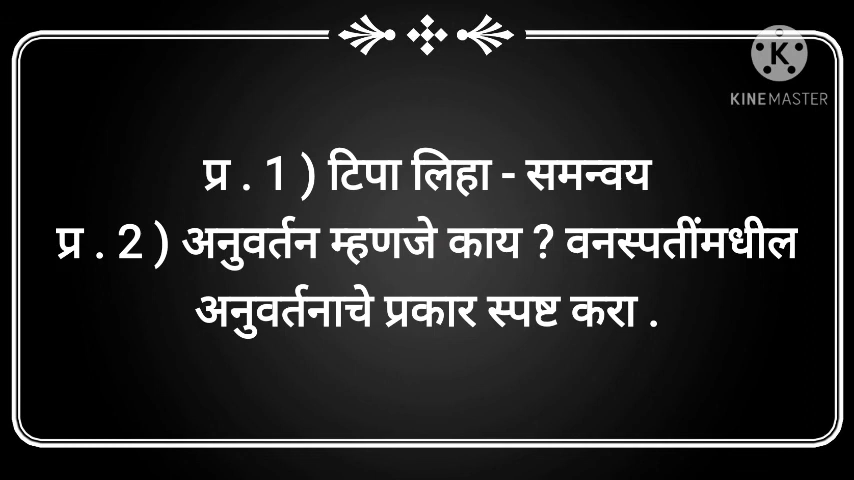 KINEMASTER
प्र . 1 ) टिपा लिहा - समन्वय
प्र . 2 ) अनुवर्तन म्हणजे काय ? वनस्पतींमधील
अनुवर्तनाचे प्रकार स्पष्ट करा .